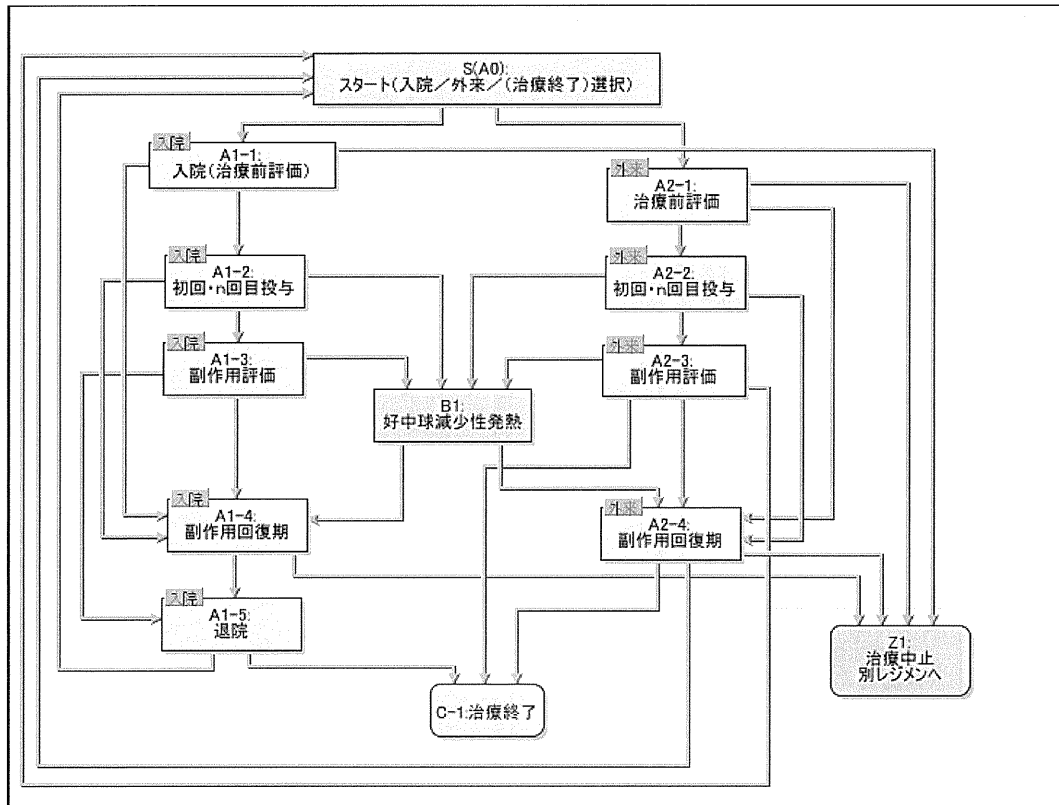 S(A0):
スタート(入院／外来／(治療終了)選択)
入院
A1-1:
入院(治療前評価)
外来
A2-1:
治療前評価
入院
A1-2:
初回・n回目投与
外来
A2-2:
初回・n回目投与
入院
A1-3:
副作用評価
外来
A2-3:
副作用評価
B1:
好中球減少性発熱
入院
A1-4:
副作用回復期
外来
A2-4:
副作用回復期
入院
A1-5:
退院
Z1:
治療中止
別レジメンへ
C-1:治療終了